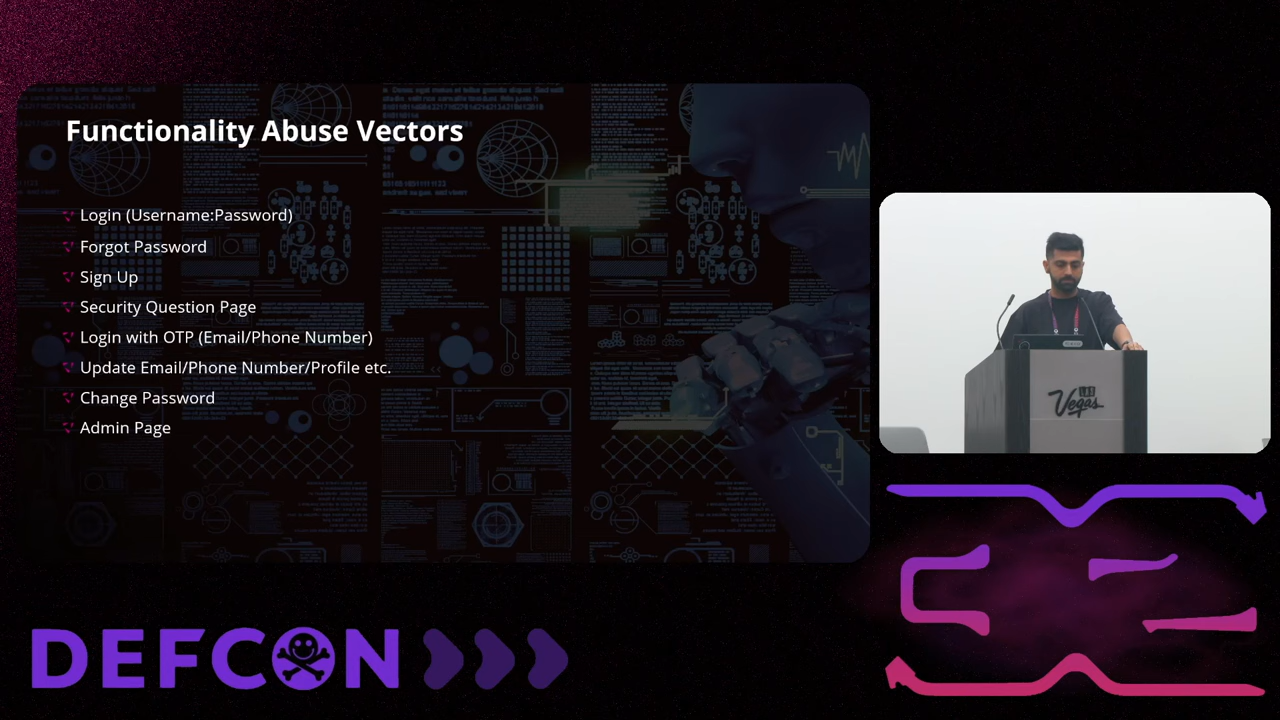 Functionality Abuse Vectors
Login (Username:Password)
Forgot Password
Sign Up
Security Question Page
Login with OTP (Email/Phone Number)
Update Email/Phone Number/Profile etc.
Change Password
Admin Page
Vegas
DEFCON